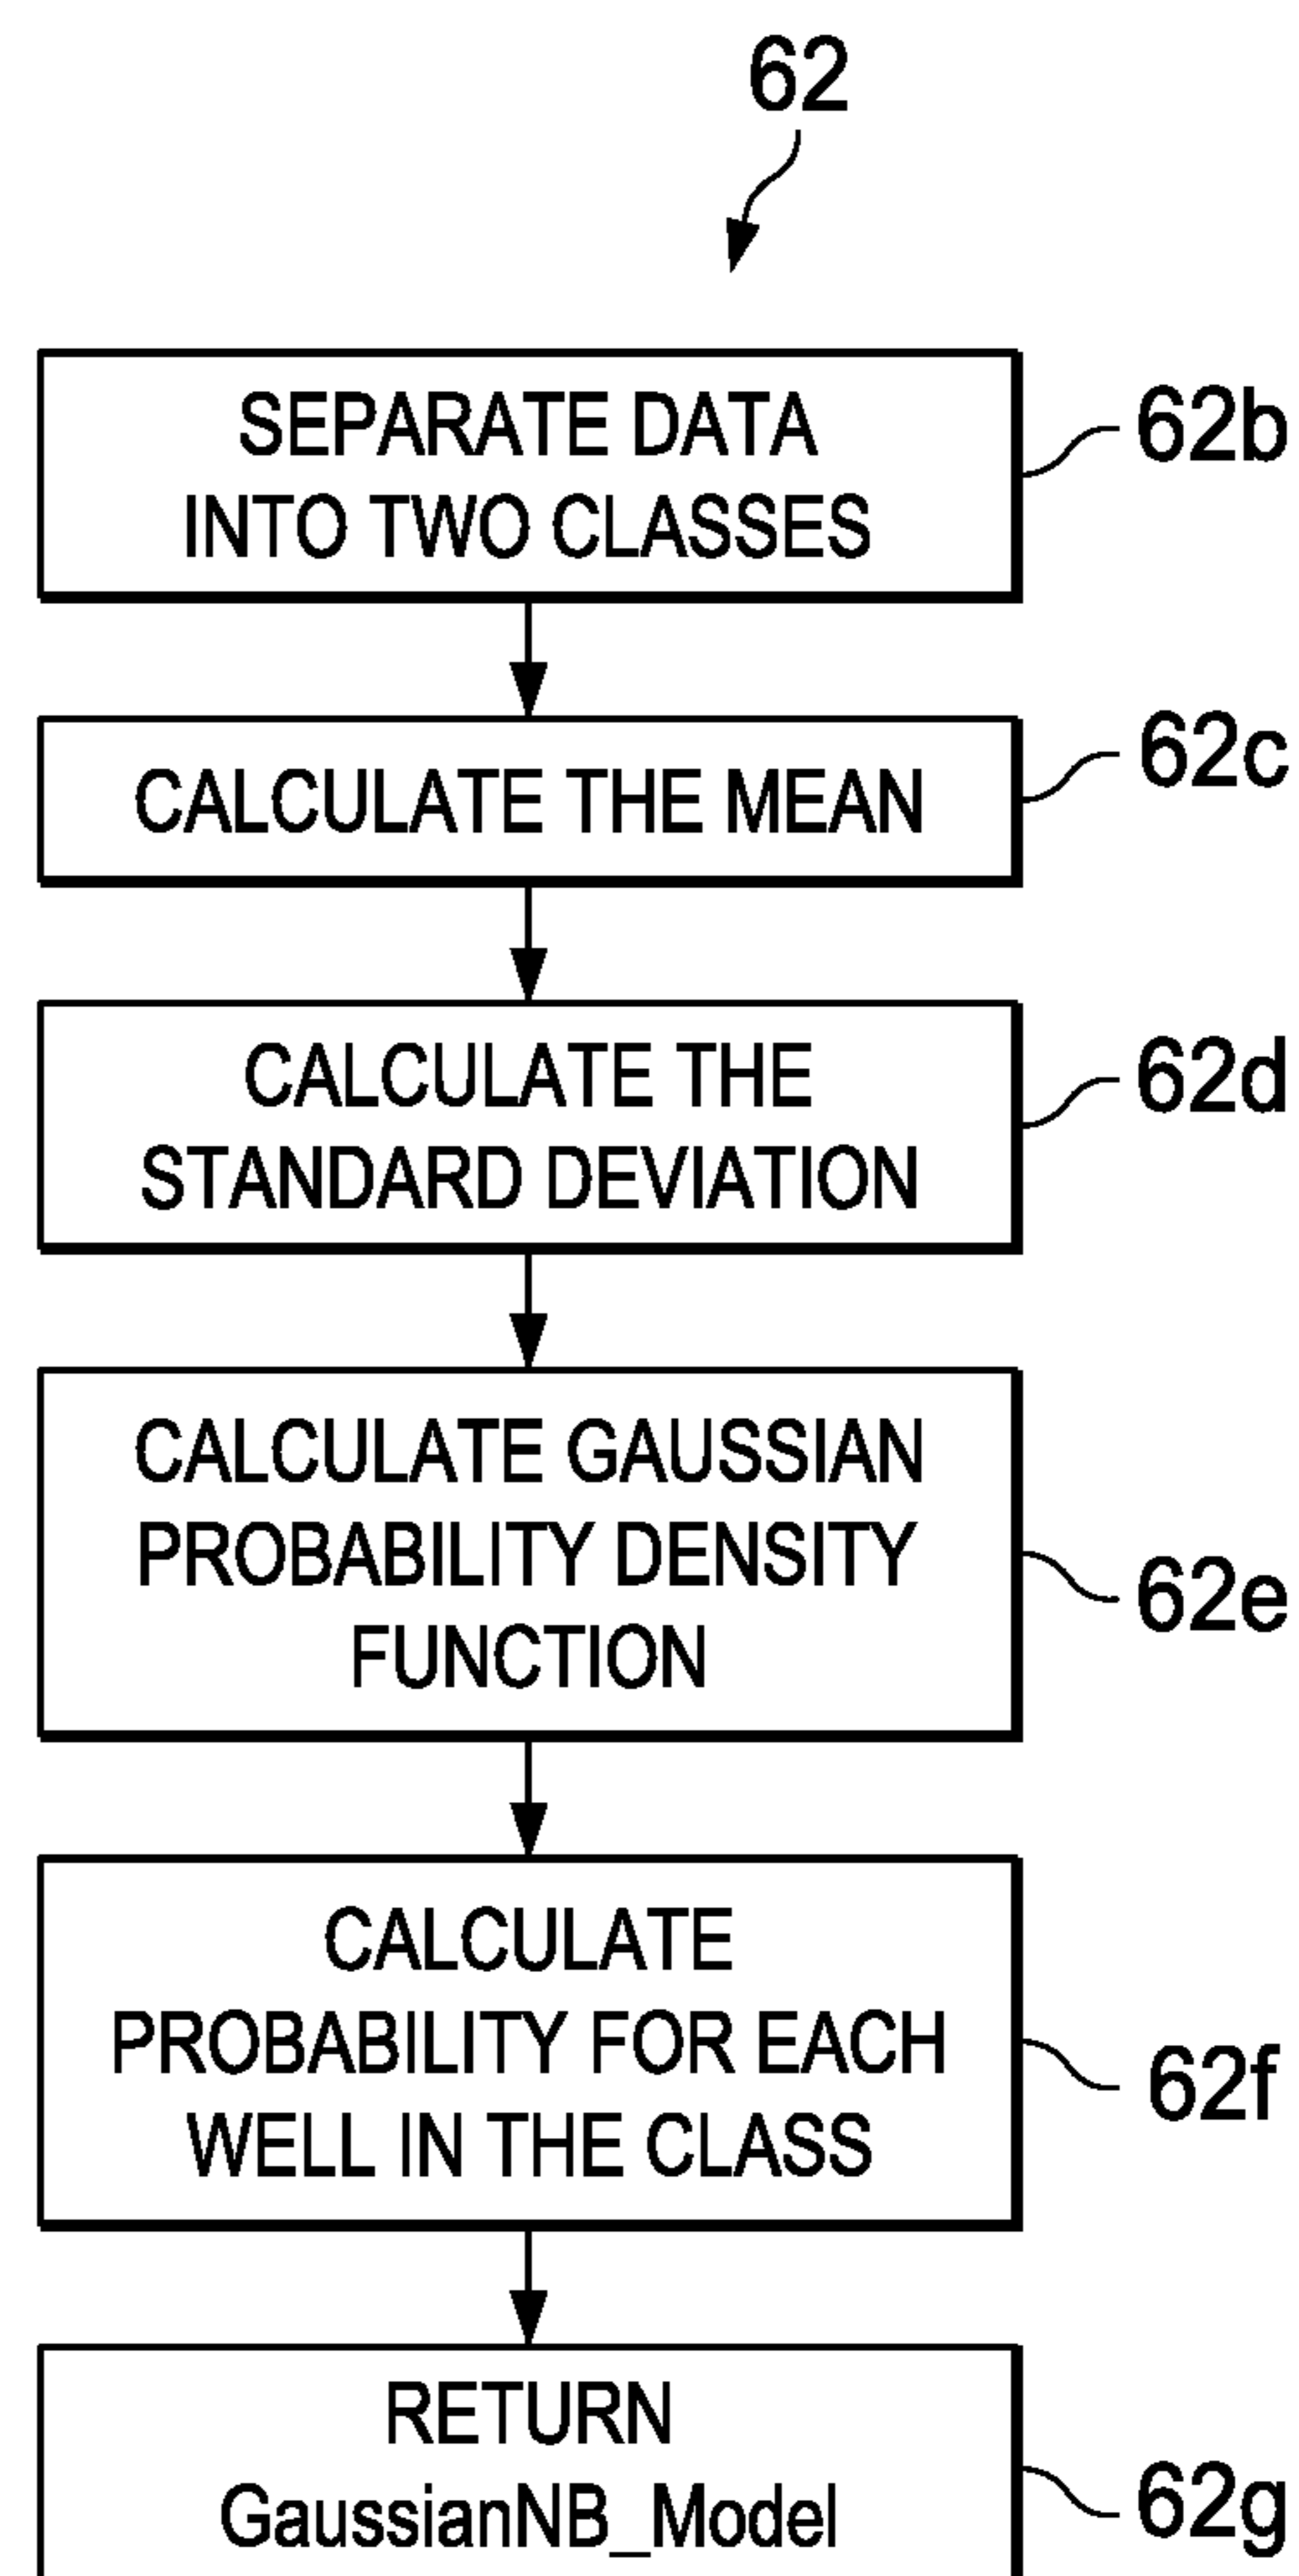 62
SEPARATE DATA
INTO TWO CLASSES
62b
CALCULATE THE MEAN
62c
CALCULATE THE
STANDARD DEVIATION
62d
CALCULATE GAUSSIAN
PROBABILITY DENSITY
FUNCTION
62e
CALCULATE
PROBABILITY FOR EACH
WELL IN THE CLASS
62f
RETURN
GaussianNB_Model
62g